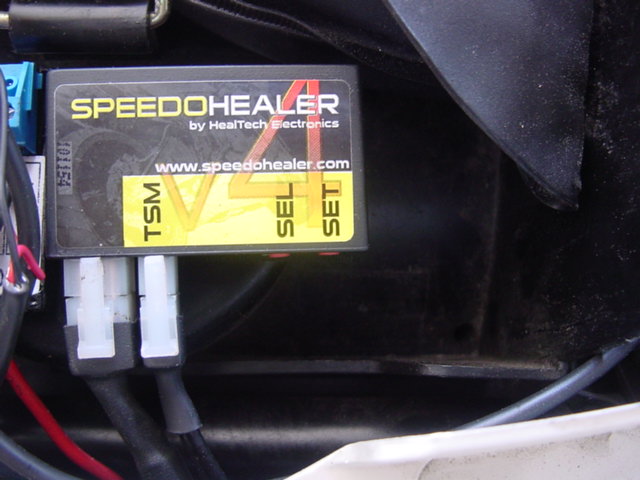 SPEEDOHEALER
by HealTech Electronics
www.speedohealer.com
v4
TSM
SEL
SET